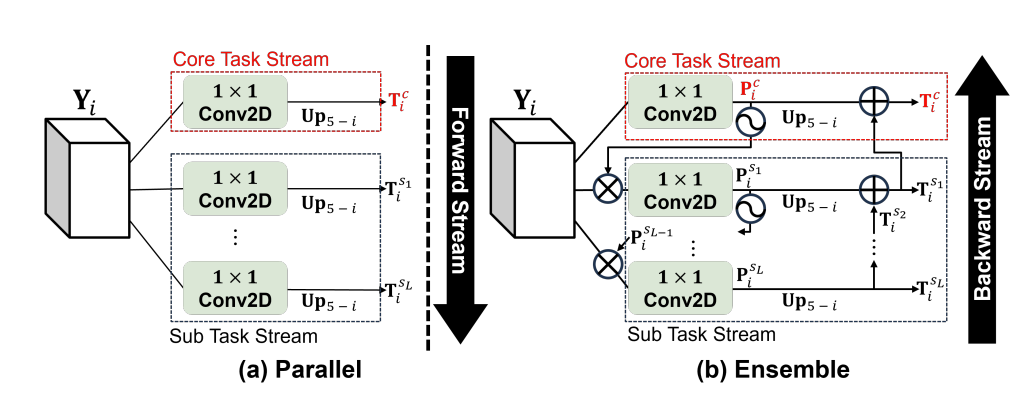 Core Task Stream
Y_i
1 × 1
Conv2D
Up_{5 − i}
T_i^c
1 × 1
Conv2D
Up_{5 − i}
T_i^{s_1}
⋮
1 × 1
Conv2D
Up_{5 − i}
T_i^{s_L}
Sub Task Stream
(a) Parallel
Forward Stream
Core Task Stream
Y_i
1 × 1
Conv2D
P_i^c
Up_{5 − i}
T_i^c
1 × 1
Conv2D
P_i^{s_1}
Up_{5 − i}
T_i^{s_1}
T_i^{s_2}
P_i^{s_{L−1}}
⋮
⋮
1 × 1
Conv2D
P_i^{s_L}
Up_{5 − i}
T_i^{s_L}
Sub Task Stream
(b) Ensemble
Backward Stream